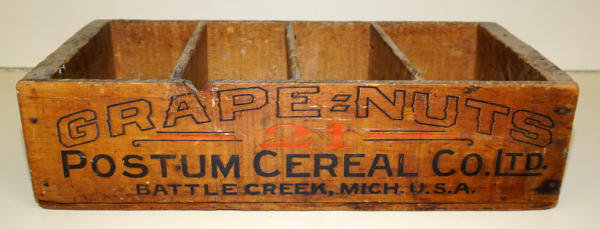 GRAPE=NUTS
21
POSTUM CEREAL CO. LTD.
BATTLE CREEK, MICH. U.S.A.